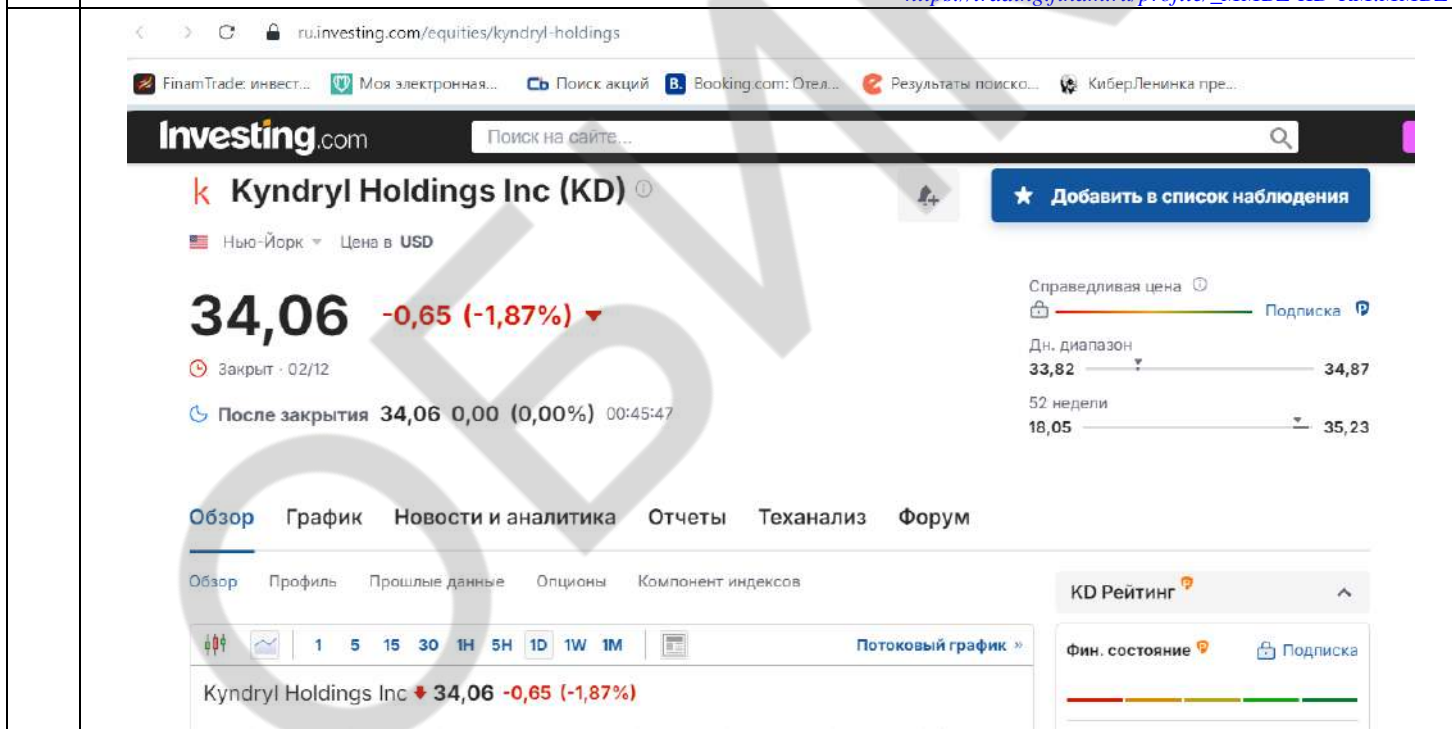 ru.investing.com/equities/kyndryl-holdings
FinamTrade: инвест... Моя электронная... Сb Поиск акций B. Booking.com: Отел... Результаты поиско... КиберЛенинка пре...
Investing.com Поиск на сайте...
k Kyndryl Holdings Inc (KD) Добавить в список наблюдения
Нью-Йорк Цена в USD
34,06 -0,65 (-1,87%)
Справедливая цена
Подписка
Дн. диапазон
33,82 34,87
Закрыт · 02/12
После закрытия 34,06 0,00 (0,00%) 00:45:47
52 недели
18,05 35,23
Обзор График Новости и аналитика Отчеты Теханализ Форум
Обзор Профиль Прошлые данные Опционы Компонент индексов
KD Рейтинг
1 5 15 30 1H 5H 1D 1W 1M Потоковый график »
Фин. состояние Подписка
Kyndryl Holdings Inc 34,06 -0,65 (-1,87%)